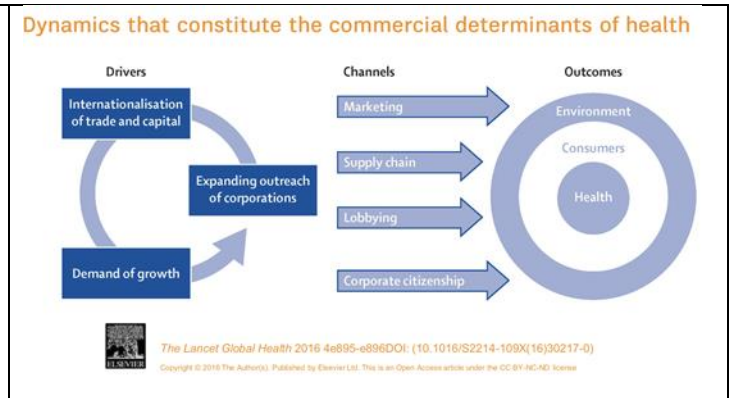 Dynamics that constitute the commercial determinants of health
Drivers
Channels
Outcomes
Internationalisation
of trade and capital
Expanding outreach
of corporations
Demand of growth
Marketing
Supply chain
Lobbying
Corporate citizenship
Environment
Consumers
Health
ELSEVIER
The Lancet Global Health 2016 4e895-e896DOI: (10.1016/S2214-109X(16)30217-0)
Copyright © 2016 The Author(s). Published by Elsevier Ltd. This is an Open Access article under the CC BY-NC-ND license